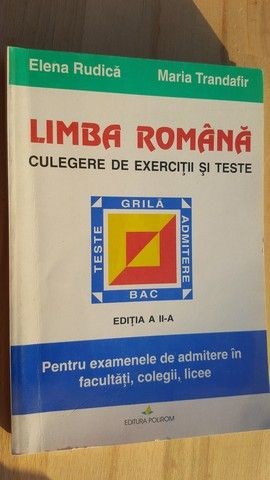 Elena Rudică Maria Trandafir
LIMBA ROMÂNĂ
CULEGERE DE EXERCIȚII ȘI TESTE
GRILĂ
TESTE
ADMITERE
BAC
EDIȚIA A II-A
Pentru examenele de admitere în
facultăți, colegii, licee
EDITURA POLIROM